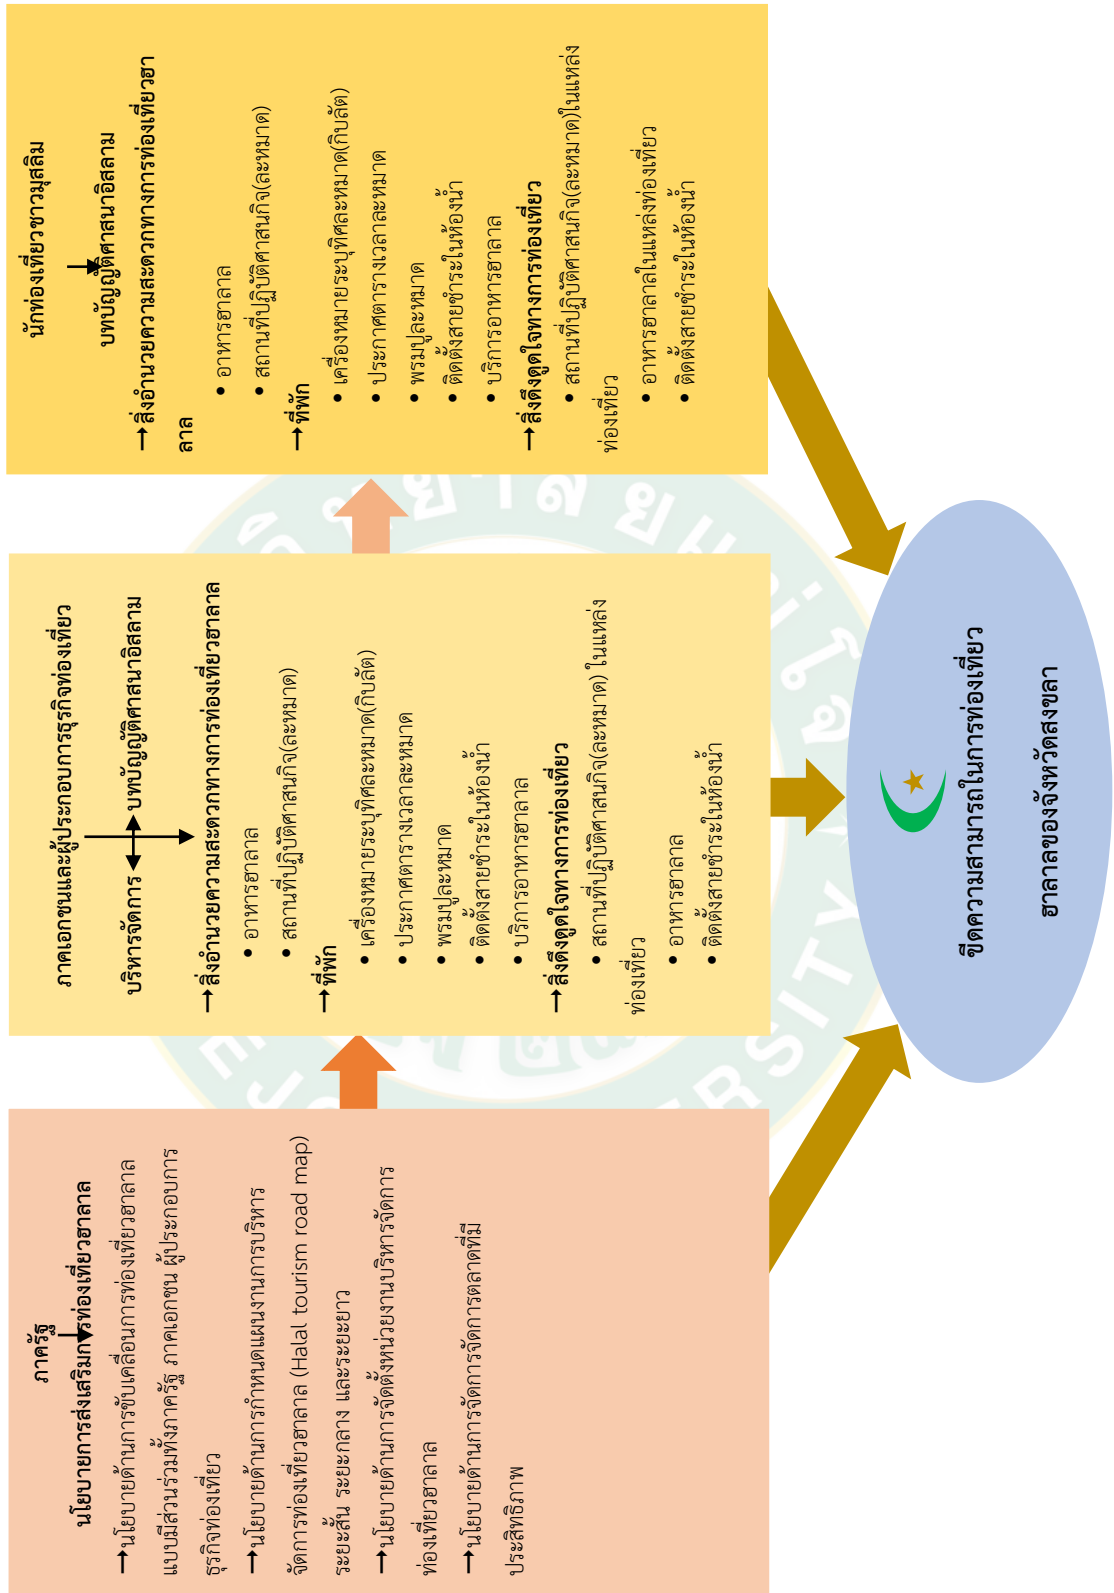 ภาครัฐ
นโยบายการส่งเสริมการท่องเที่ยวฮาลาล
→นโยบายด้านการขับเคลื่อนการท่องเที่ยวฮาลาล
แบบมีส่วนร่วมทั้งภาครัฐ ภาคเอกชน ผู้ประกอบการ
ธุรกิจท่องเที่ยว
→นโยบายด้านการกำหนดแผนงานการบริหาร
จัดการท่องเที่ยวฮาลาล (Halal tourism road map)
ระยะสั้น ระยะกลาง และระยะยาว
→นโยบายด้านการจัดตั้งหน่วยงานบริหารจัดการ
ท่องเที่ยวฮาลาล
→นโยบายด้านการจัดการจัดการตลาดที่มี
ประสิทธิภาพ
ภาคเอกชนและผู้ประกอบการธุรกิจท่องเที่ยว
บริหารจัดการ บทบัญญัติศาสนาอิสลาม
→สิ่งอำนวยความสะดวกทางการท่องเที่ยวฮาลาล
• อาหารฮาลาล
• สถานที่ปฏิบัติศาสนกิจ(ละหมาด)
→ที่พัก
• เครื่องหมายระบุทิศละหมาด(กิบลัต)
• ประกาศตารางเวลาละหมาด
• พรมปูละหมาด
• ติดตั้งสายชำระในห้องน้ำ
• บริการอาหารฮาลาล
→สิ่งดึงดูดใจทางการท่องเที่ยว
• สถานที่ปฏิบัติศาสนกิจ(ละหมาด) ในแหล่ง
ท่องเที่ยว
• อาหารฮาลาล
• ติดตั้งสายชำระในห้องน้ำ
นักท่องเที่ยวชาวมุสลิม
บทบัญญัติศาสนาอิสลาม
→สิ่งอำนวยความสะดวกทางการท่องเที่ยวฮา
ลาล
• อาหารฮาลาล
• สถานที่ปฏิบัติศาสนกิจ(ละหมาด)
→ที่พัก
• เครื่องหมายระบุทิศละหมาด(กิบลัต)
• ประกาศตารางเวลาละหมาด
• พรมปูละหมาด
• ติดตั้งสายชำระในห้องน้ำ
• บริการอาหารฮาลาล
→สิ่งดึงดูดใจทางการท่องเที่ยว
• สถานที่ปฏิบัติศาสนกิจ(ละหมาด)ในแหล่ง
ท่องเที่ยว
• อาหารฮาลาลในแหล่งท่องเที่ยว
• ติดตั้งสายชำระในห้องน้ำ
ขีดความสามารถในการท่องเที่ยว
ฮาลาลของจังหวัดสงขลา